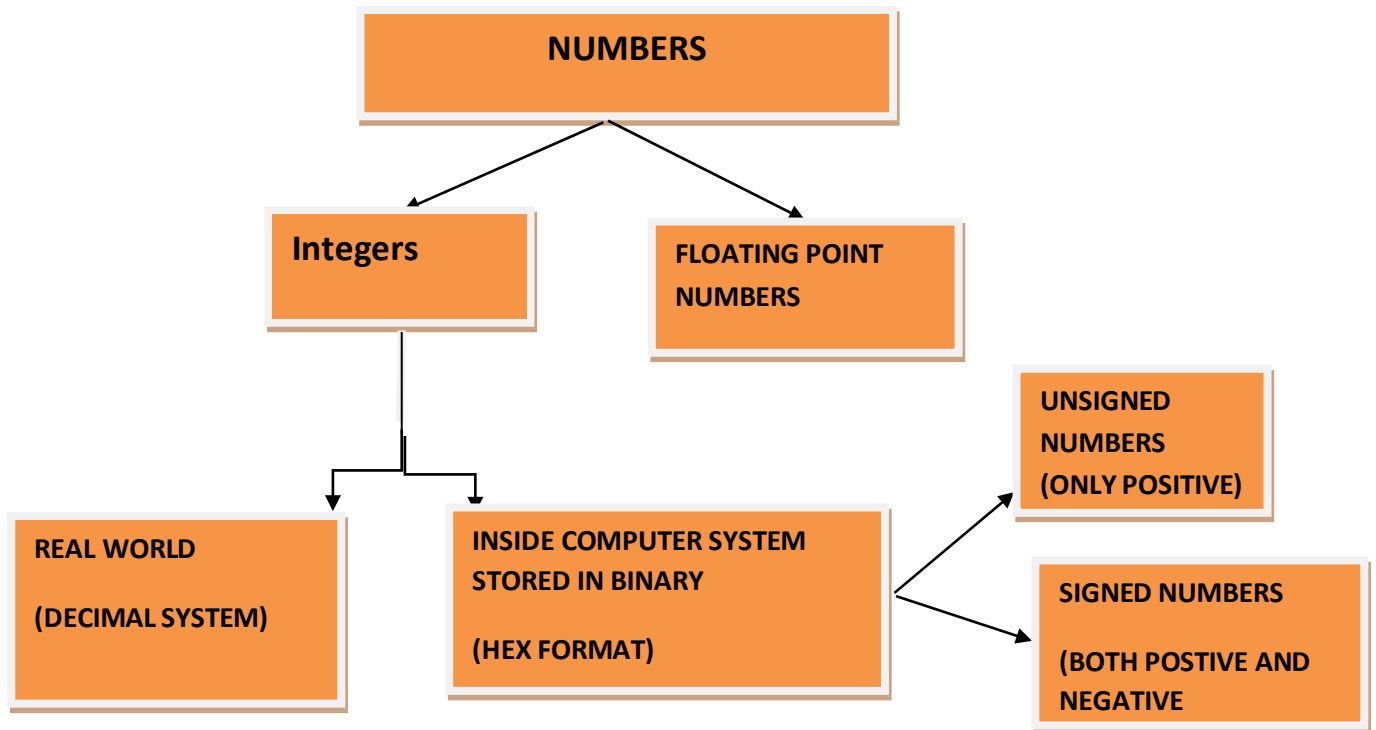 NUMBERS
Integers
FLOATING POINT
NUMBERS
UNSIGNED
NUMBERS
(ONLY POSITIVE)
REAL WORLD
(DECIMAL SYSTEM)
INSIDE COMPUTER SYSTEM
STORED IN BINARY
(HEX FORMAT)
SIGNED NUMBERS
(BOTH POSTIVE AND
NEGATIVE